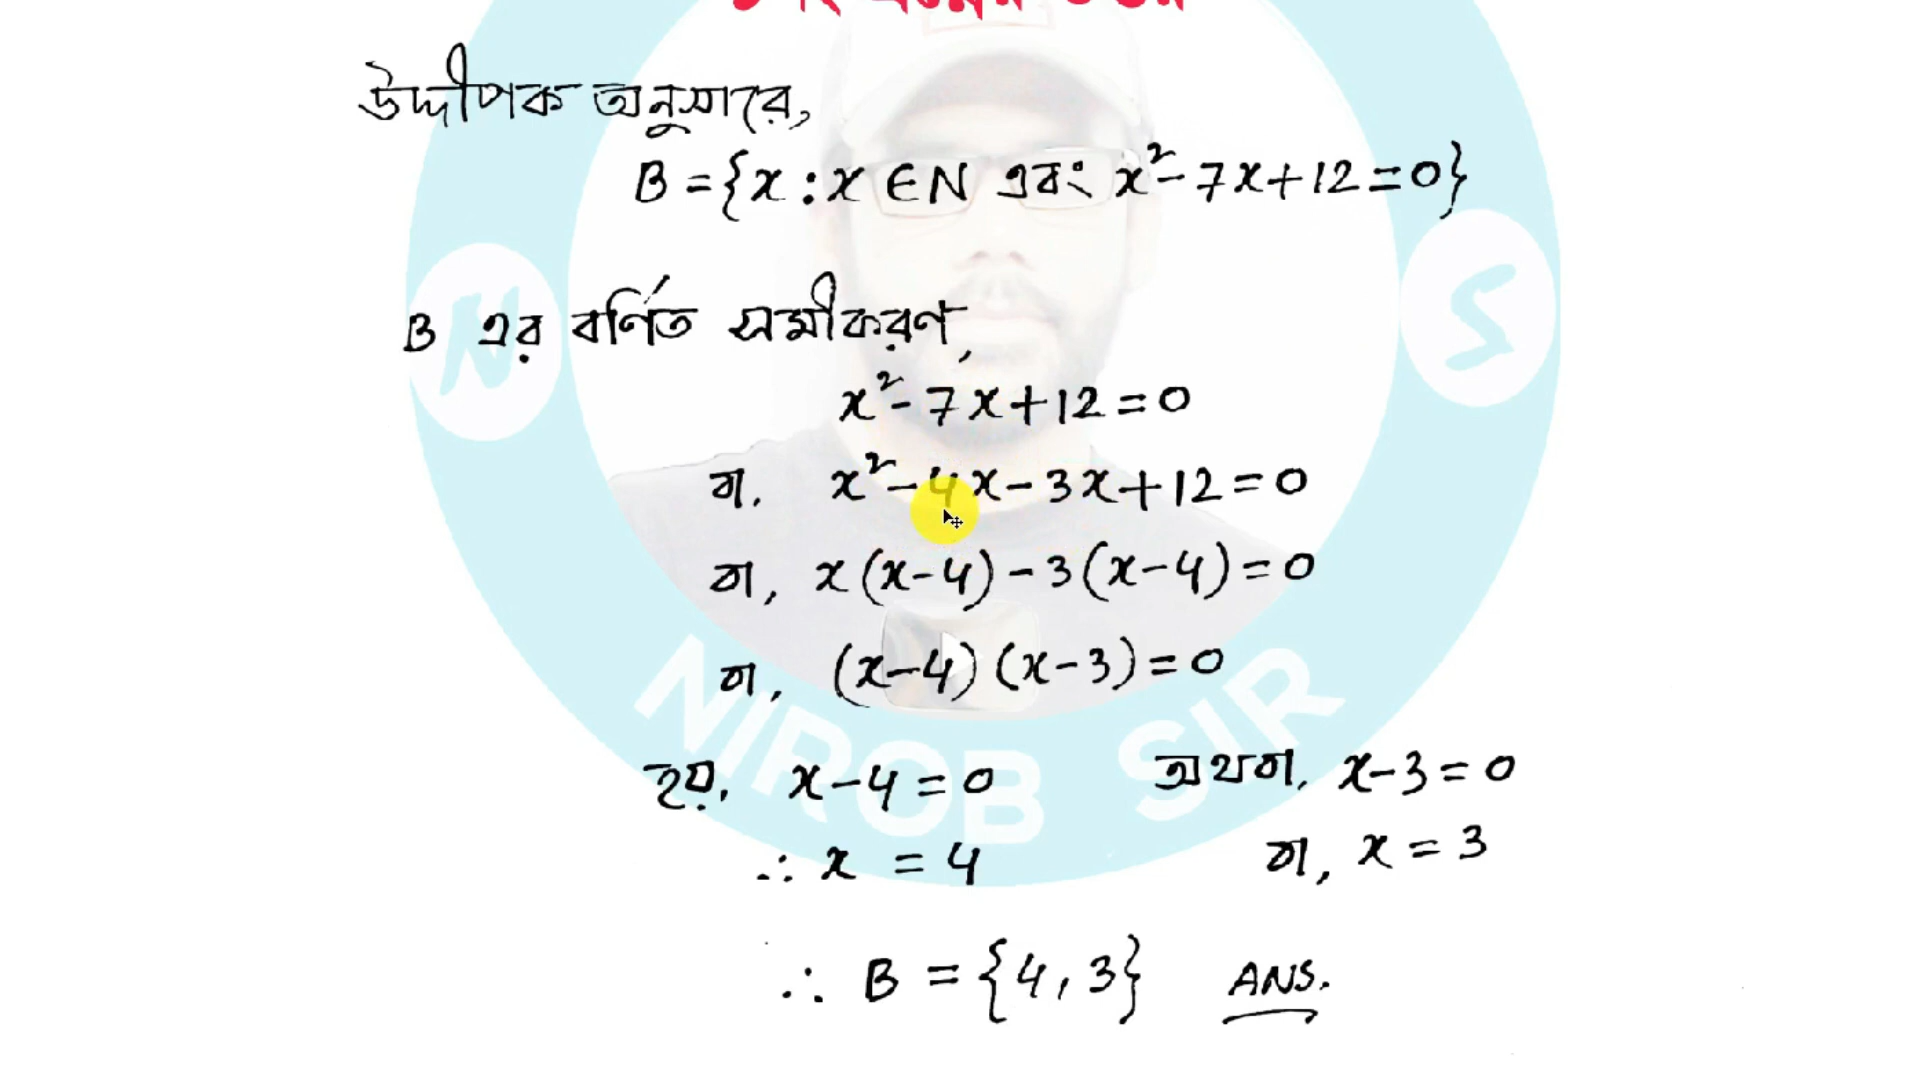 উদ্দীপক অনুসারে,
B = {x : x ∈ N এবং x² - 7x + 12 = 0}
B এর বর্ণিত সমীকরণ,
x² - 7x + 12 = 0
বা, x² - 4x - 3x + 12 = 0
বা, x(x-4) - 3(x-4) = 0
বা, (x-4) (x-3) = 0
হয়, x - 4 = 0 অথবা, x - 3 = 0
∴ x = 4 বা, x = 3
∴ B = {4, 3} ANS.
N S
NIROB SIR